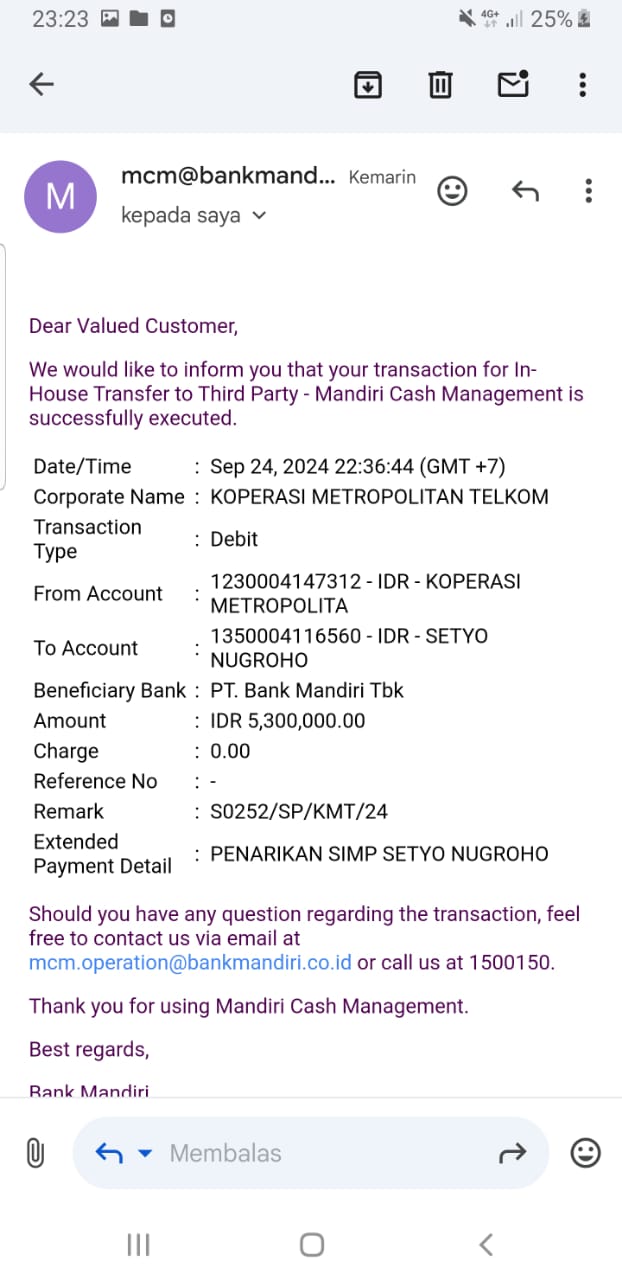 23:23
4G+
25%
M
mcm@bankmand... Kemarin
kepada saya
Dear Valued Customer,
We would like to inform you that your transaction for In-
House Transfer to Third Party - Mandiri Cash Management is
successfully executed.
Date/Time : Sep 24, 2024 22:36:44 (GMT +7)
Corporate Name : KOPERASI METROPOLITAN TELKOM
Transaction
Type : Debit
From Account : 1230004147312 - IDR - KOPERASI
METROPOLITA
To Account : 1350004116560 - IDR - SETYO
NUGROHO
Beneficiary Bank : PT. Bank Mandiri Tbk
Amount : IDR 5,300,000.00
Charge : 0.00
Reference No : -
Remark : S0252/SP/KMT/24
Extended
Payment Detail : PENARIKAN SIMP SETYO NUGROHO
Should you have any question regarding the transaction, feel
free to contact us via email at
mcm.operation@bankmandiri.co.id or call us at 1500150.
Thank you for using Mandiri Cash Management.
Best regards,
Bank Mandiri
Membalas